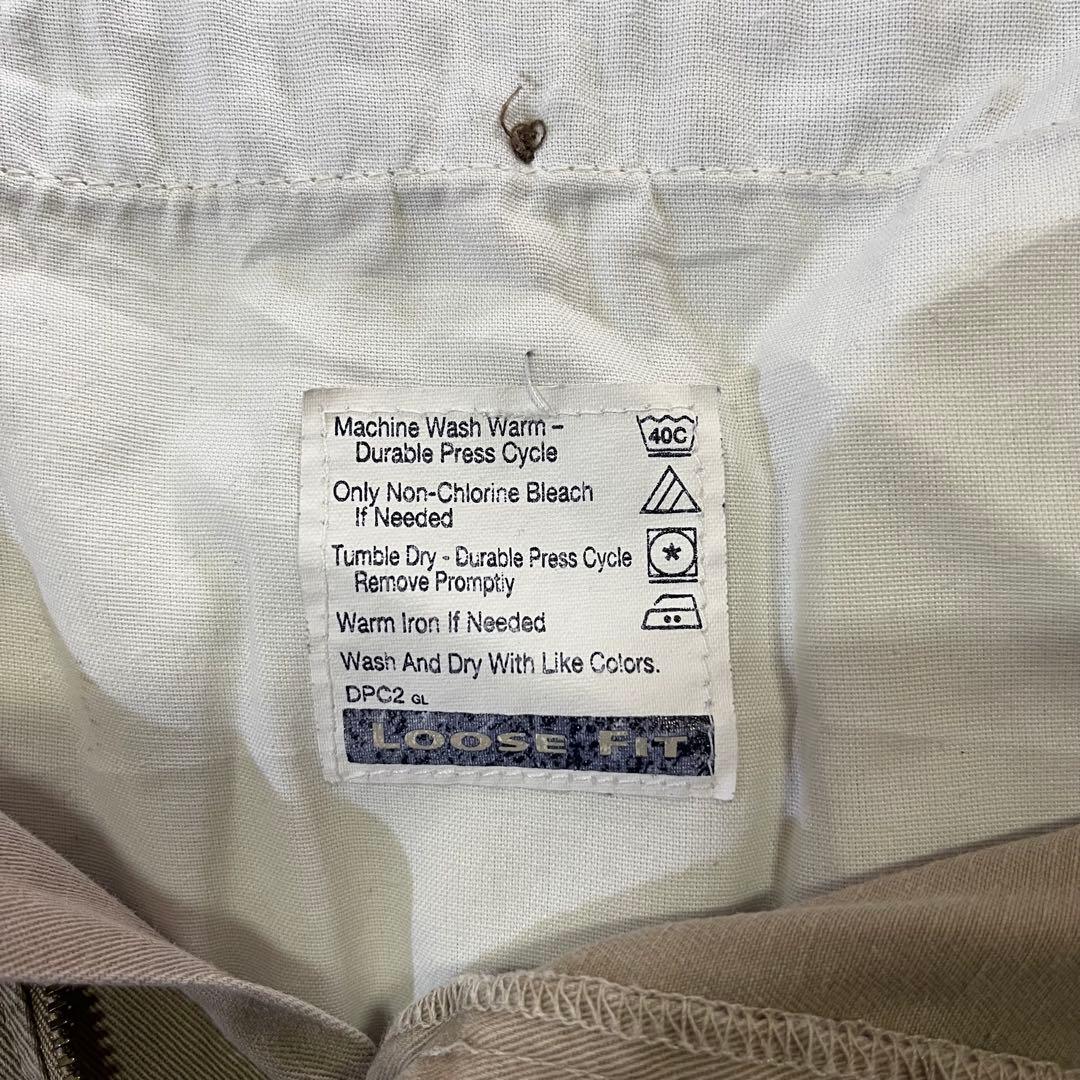 Machine Wash Warm –
Durable Press Cycle
40C
Only Non-Chlorine Bleach
If Needed
Tumble Dry - Durable Press Cycle
Remove Promptly
Warm Iron If Needed
Wash And Dry With Like Colors.
DPC2 GL
LOOSE FIT